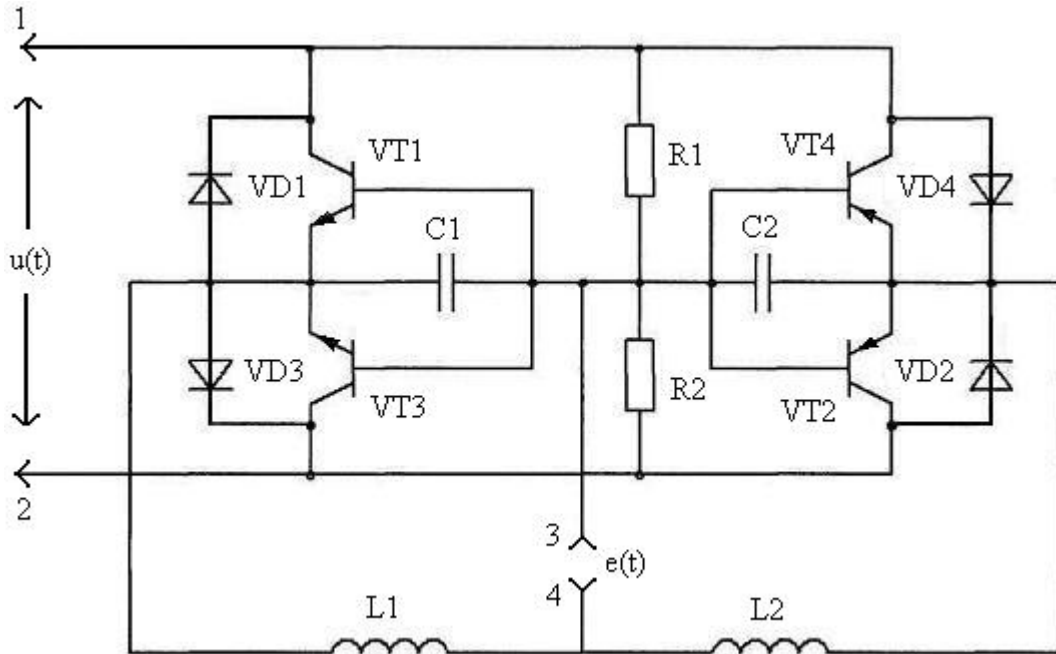 1
VT1
R1
VT4
VD1
VD4
C1
C2
u(t)
VD3
VT3
R2
VD2
VT2
2
3
e(t)
4
L1
L2